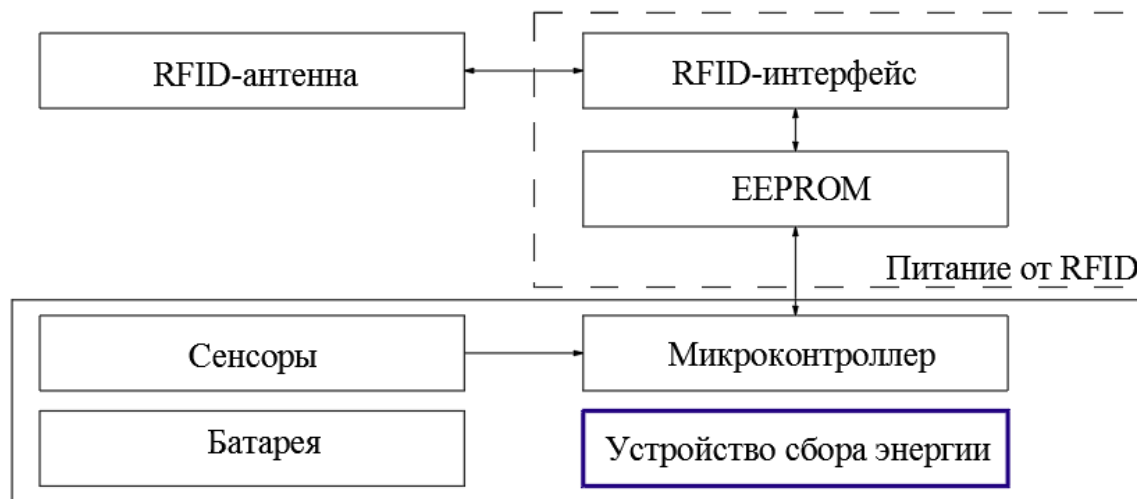 RFID-антенна
RFID-интерфейс
EEPROM
Питание от RFID
Сенсоры
Микроконтроллер
Батарея
Устройство сбора энергии